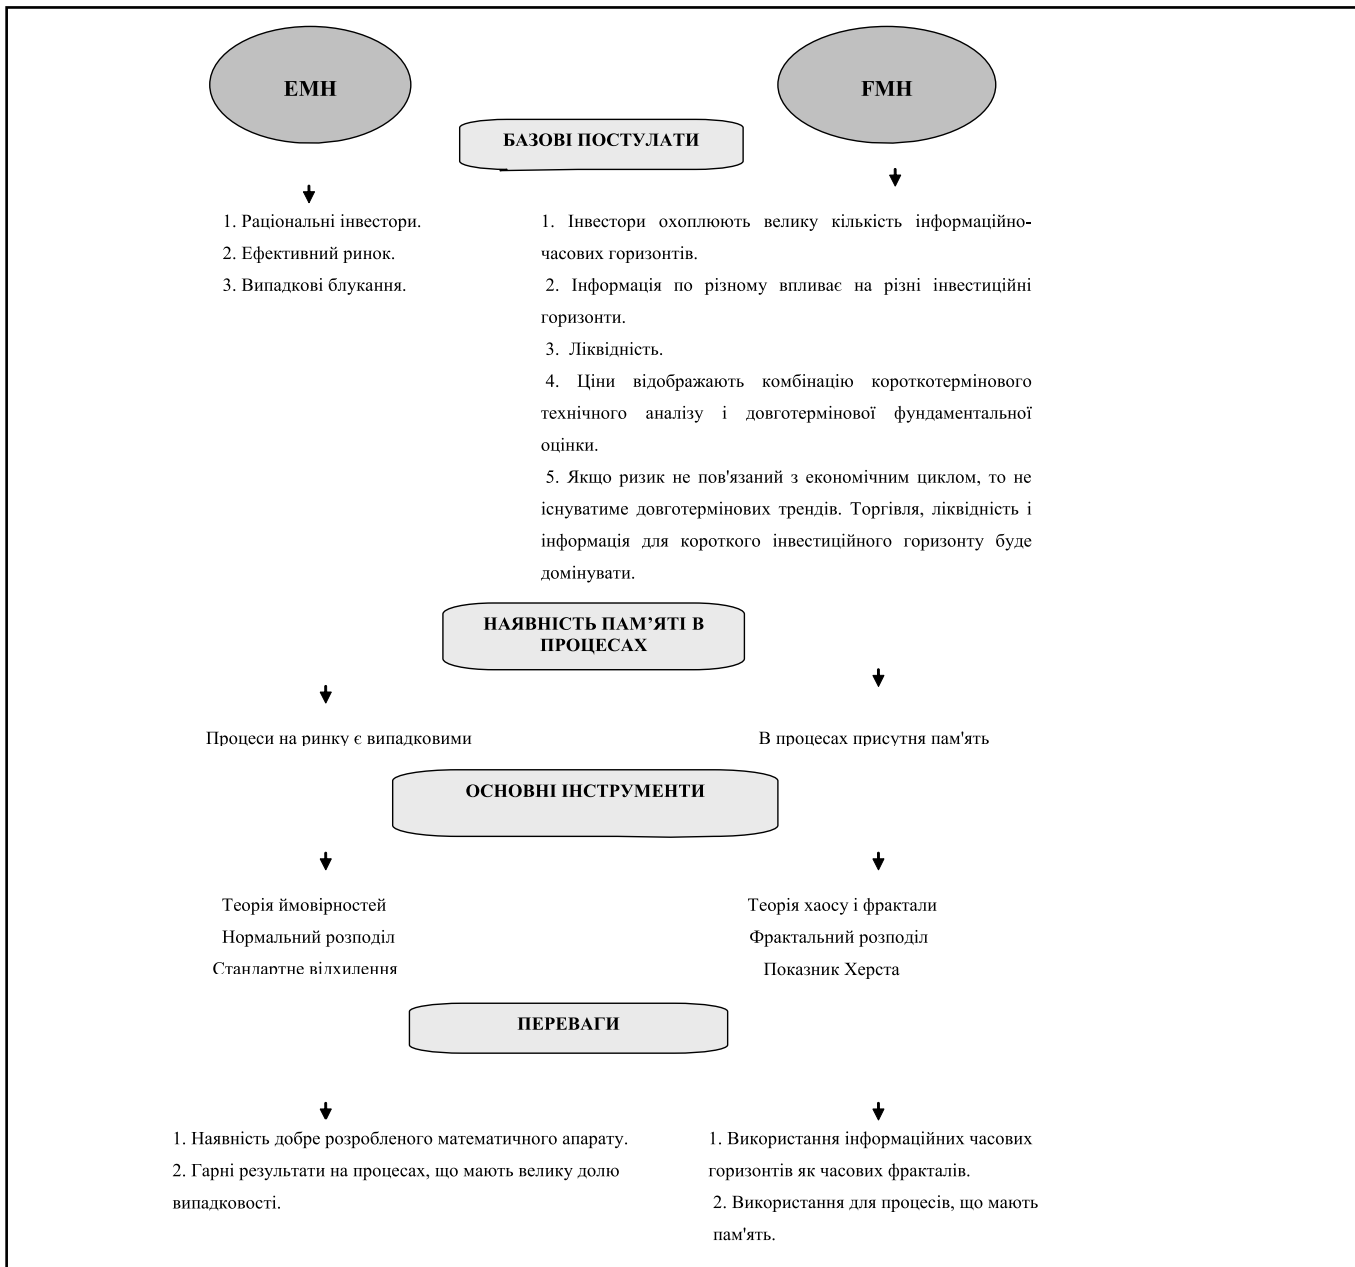 EMH
FMH
БАЗОВІ ПОСТУЛАТИ
1. Раціональні інвестори.
2. Ефективний ринок.
3. Випадкові блукання.
1. Інвестори охоплюють велику кількість інформаційно-
часових горизонтів.
2. Інформація по різному впливає на різні інвестиційні
горизонти.
3. Ліквідність.
4. Ціни відображають комбінацію короткотермінового
технічного аналізу і довготермінової фундаментальної
оцінки.
5. Якщо ризик не пов'язаний з економічним циклом, то не
існуватиме довготермінових трендів. Торгівля, ліквідність і
інформація для короткого інвестиційного горизонту буде
домінувати.
НАЯВНІСТЬ ПАМ’ЯТІ В
ПРОЦЕСАХ
Процеси на ринку є випадковими
В процесах присутня пам'ять
ОСНОВНІ ІНСТРУМЕНТИ
Теорія ймовірностей
Нормальний розподіл
Стандартне відхилення
Теорія хаосу і фрактали
Фрактальний розподіл
Показник Херста
ПЕРЕВАГИ
1. Наявність добре розробленого математичного апарату.
2. Гарні результати на процесах, що мають велику долю
випадковості.
1. Використання інформаційних часових
горизонтів як часових фракталів.
2. Використання для процесів, що мають
пам'ять.